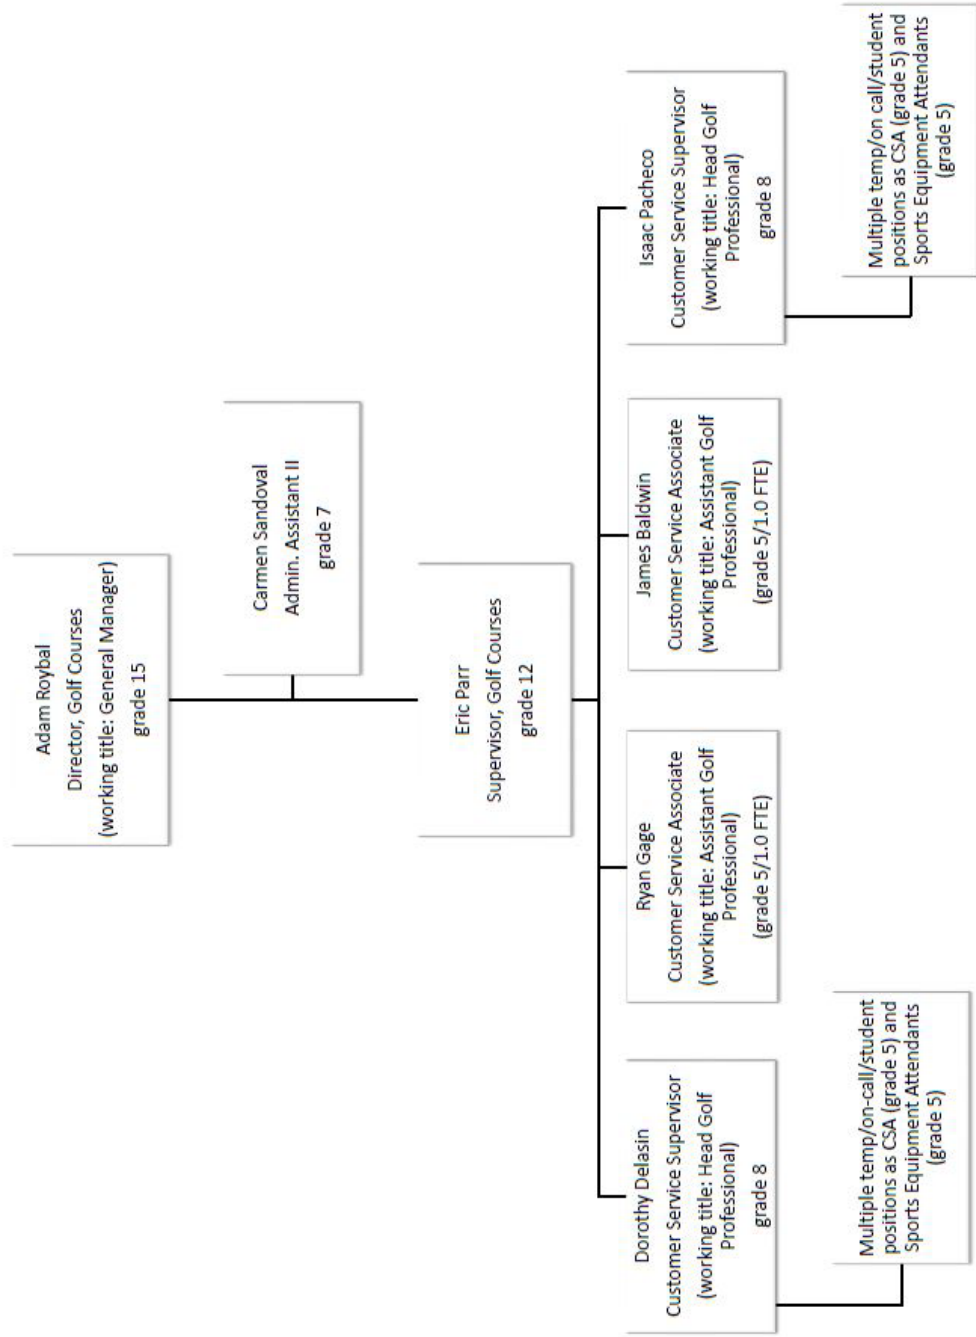 Adam Roybal
Director, Golf Courses
(working title: General Manager)
grade 15
Carmen Sandoval
Admin. Assistant II
grade 7
Eric Parr
Supervisor, Golf Courses
grade 12
Dorothy Delasin
Customer Service Supervisor
(working title: Head Golf
Professional)
grade 8
Ryan Gage
Customer Service Associate
(working title: Assistant Golf
Professional)
(grade 5/1.0 FTE)
James Baldwin
Customer Service Associate
(working title: Assistant Golf
Professional)
(grade 5/1.0 FTE)
Isaac Pacheco
Customer Service Supervisor
(working title: Head Golf
Professional)
grade 8
Multiple temp/on-call/student
positions as CSA (grade 5) and
Sports Equipment Attendants
(grade 5)
Multiple temp/on call/student
positions as CSA (grade 5) and
Sports Equipment Attendants
(grade 5)